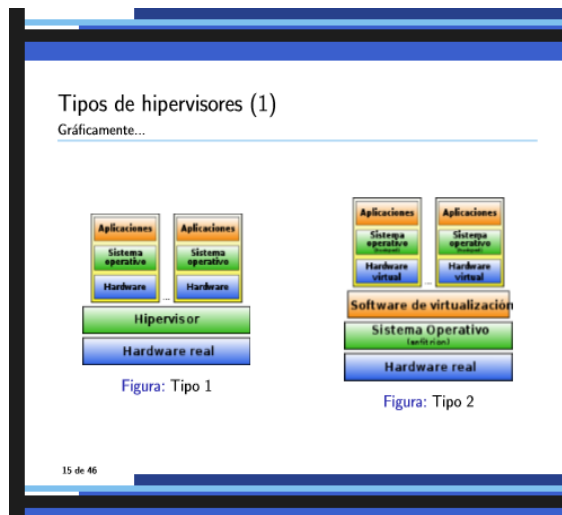 Tipos de hipervisores (1)
Gráficamente...
Aplicaciones
Sistema
operativo
Hardware
Aplicaciones
Sistema
operativo
Hardware
...
Hipervisor
Hardware real
Figura: Tipo 1
Aplicaciones
Sistema
operativo
Hardware
virtual
Aplicaciones
Sistema
operativo
Hardware
virtual
...
Software de virtualización
Sistema Operativo
(anfitrion)
Hardware real
Figura: Tipo 2
15 de 46